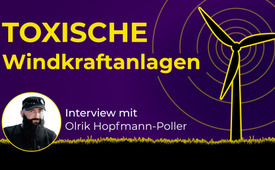 TOXISCHE
Windkraftanlagen
Interview mit
Olrik Hopfmann-Poller